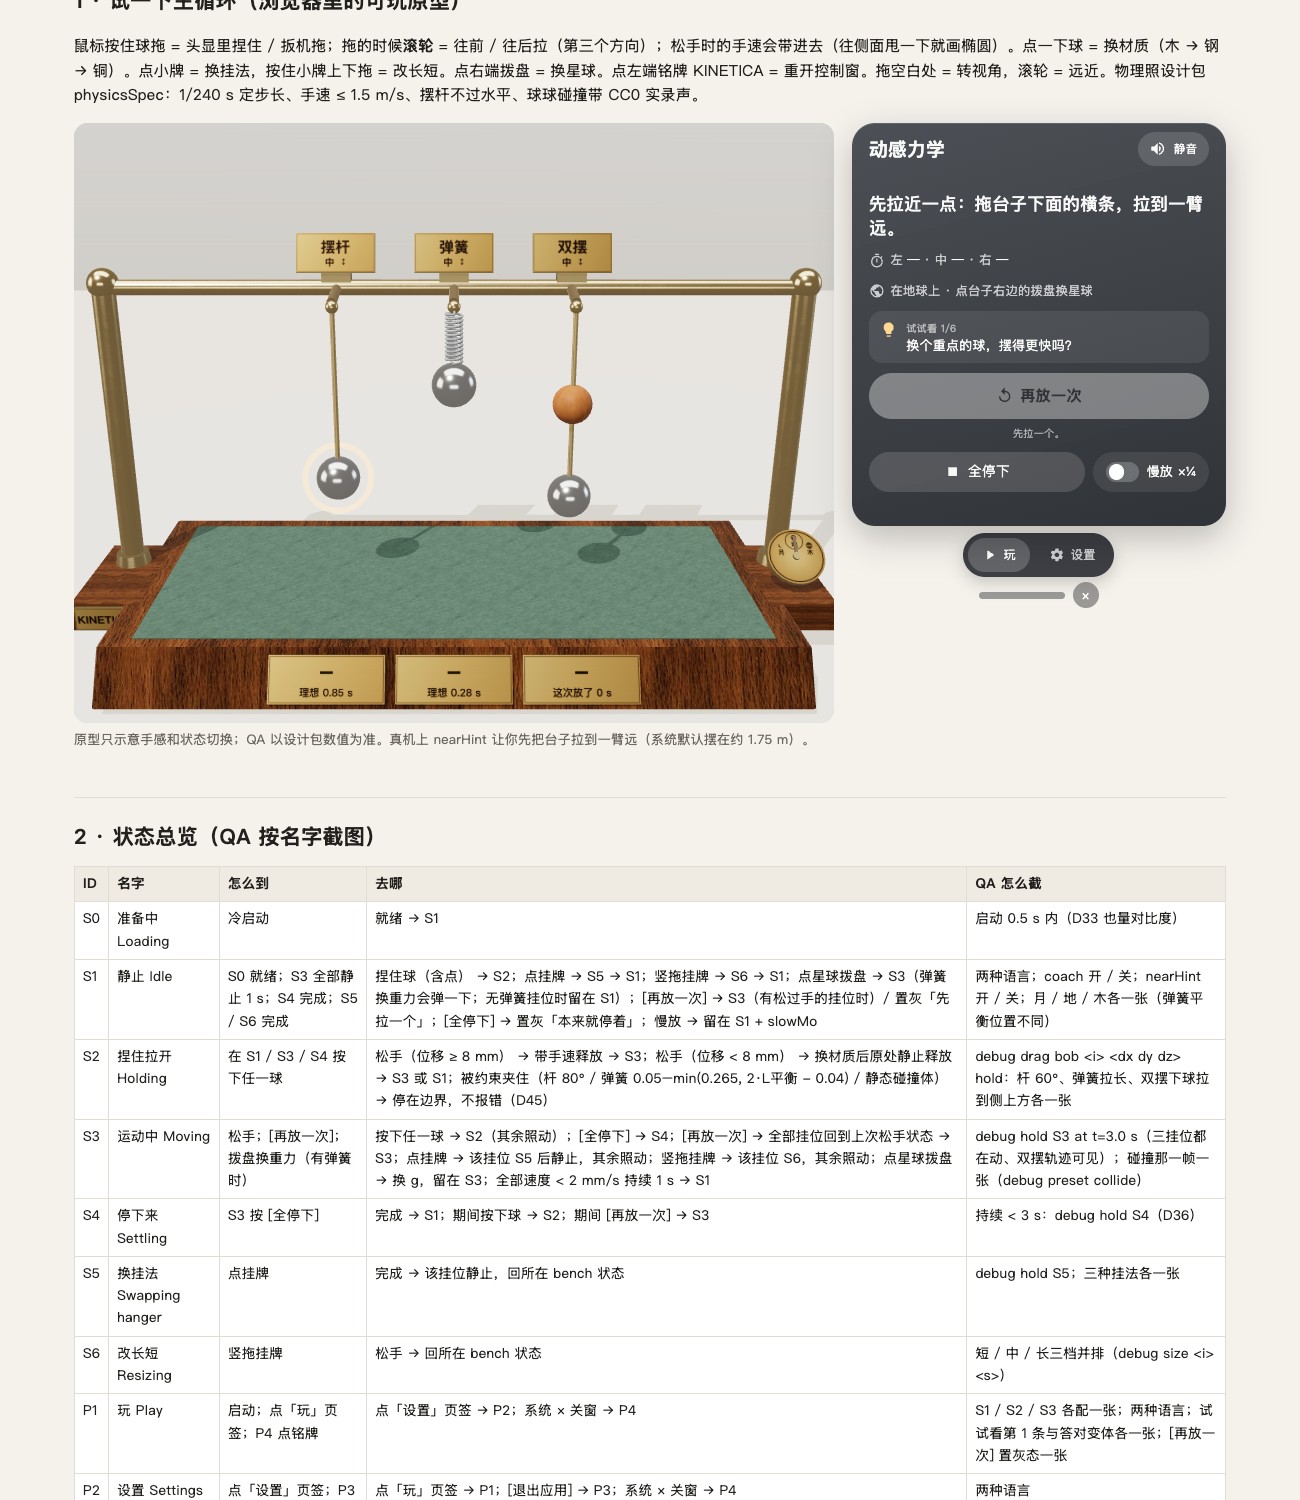 1 · 试一下主循环（浏览器里的可玩原型）
鼠标按住球拖 = 头显里捏住 / 扳机拖；拖的时候滚轮 = 往前 / 往后拉（第三个方向）；松手时的手速会带进去（往侧面甩一下就画椭圆）。点一下球 = 换材质（木 → 钢
→ 铜）。点小牌 = 换挂法，按住小牌上下拖 = 改长短。点右端拨盘 = 换星球。点左端铭牌 KINETICA = 重开控制窗。拖空白处 = 转视角，滚轮 = 远近。物理照设计包
physicsSpec：1/240 s 定步长、手速 ≤ 1.5 m/s、摆杆不过水平、球球碰撞带 CC0 实录声。
摆杆
中 ↕
弹簧
中 ↕
双摆
中 ↕
KINETI
—
理想 0.85 s
—
理想 0.28 s
—
这次放了 0 s
动感力学
静音
先拉近一点：拖台子下面的横条，拉到一臂
远。
左 — · 中 — · 右 —
在地球上 · 点台子右边的拨盘换星球
试试看 1/6
换个重点的球，摆得更快吗？
再放一次
先拉一个。
全停下
慢放 ×¼
玩
设置
×
原型只示意手感和状态切换；QA 以设计包数值为准。真机上 nearHint 让你先把台子拉到一臂远（系统默认摆在约 1.75 m）。
2 · 状态总览（QA 按名字截图）
ID 名字 怎么到 去哪 QA 怎么截
S0 准备中 Loading 冷启动 就绪 → S1 启动 0.5 s 内（D33 也量对比度）
S1 静止 Idle S0 就绪；S3 全部静止 1 s；S4 完成；S5 / S6 完成 捏住球（含点） → S2；点挂牌 → S5 → S1；竖拖挂牌 → S6 → S1；点星球拨盘 → S3（弹簧换重力会弹一下；无弹簧挂位时留在 S1）；[再放一次] → S3（有松过手的挂位时）/ 置灰「先拉一个」；[全停下] → 置灰「本来就停着」；慢放 → 留在 S1 + slowMo 两种语言；coach 开 / 关；nearHint 开 / 关；月 / 地 / 木各一张（弹簧平衡位置不同）
S2 捏住拉开 Holding 在 S1 / S3 / S4 按下任一球 松手（位移 ≥ 8 mm） → 带手速释放 → S3；松手（位移 < 8 mm） → 换材质后原处静止释放 → S3 或 S1；被约束夹住（杆 80° / 弹簧 0.05–min(0.265, 2·L平衡 − 0.04) / 静态碰撞体） → 停在边界，不报错（D45） debug drag bob <i> <dx dy dz> hold：杆 60°、弹簧拉长、双摆下球拉到侧上方各一张
S3 运动中 Moving 松手；[再放一次]；拨盘换重力（有弹簧时） 按下任一球 → S2（其余照动）；[全停下] → S4；[再放一次] → 全部挂位回到上次松手状态 → S3；点挂牌 → 该挂位 S5 后静止，其余照动；竖拖挂牌 → 该挂位 S6，其余照动；点星球拨盘 → 换 g，留在 S3；全部速度 < 2 mm/s 持续 1 s → S1 debug hold S3 at t=3.0 s（三挂位都在动、双摆轨迹可见）；碰撞那一帧一张（debug preset collide）
S4 停下来 Settling S3 按 [全停下] 完成 → S1；期间按下球 → S2；期间 [再放一次] → S3 持续 < 3 s：debug hold S4（D36）
S5 换挂法 Swapping hanger 点挂牌 完成 → 该挂位静止，回所在 bench 状态 debug hold S5；三种挂法各一张
S6 改长短 Resizing 竖拖挂牌 松手 → 回所在 bench 状态 短 / 中 / 长三档并排（debug size <i> <s>）
P1 玩 Play 启动；点「玩」页签；P4 点铭牌 点「设置」页签 → P2；系统 × 关窗 → P4 S1 / S2 / S3 各配一张；两种语言；试试看第 1 条与答对变体各一张；[再放一次] 置灰态一张
P2 设置 Settings 点「设置」页签；P3 点「玩」页签 → P1；[退出应用] → P3；系统 × 关窗 → P4 两种语言